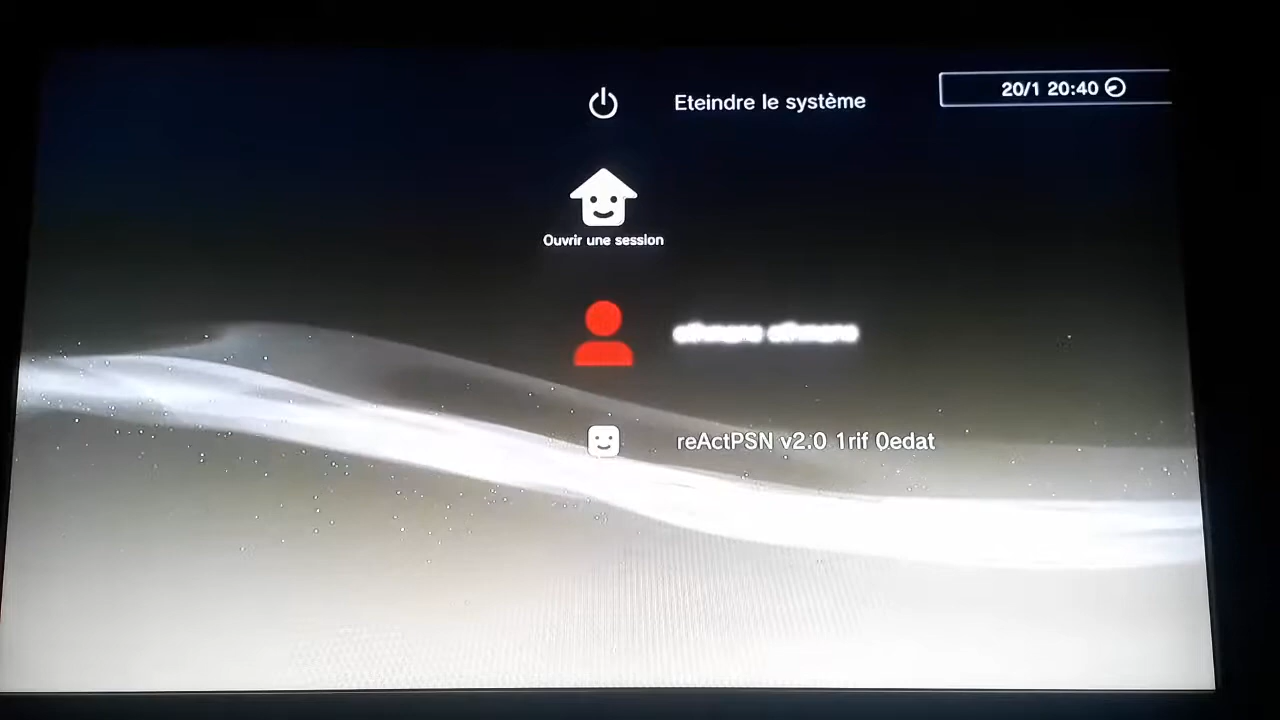 Eteindre le système
20/1 20:40
Ouvrir une session
reActPSN v2.0 1rif 0edat